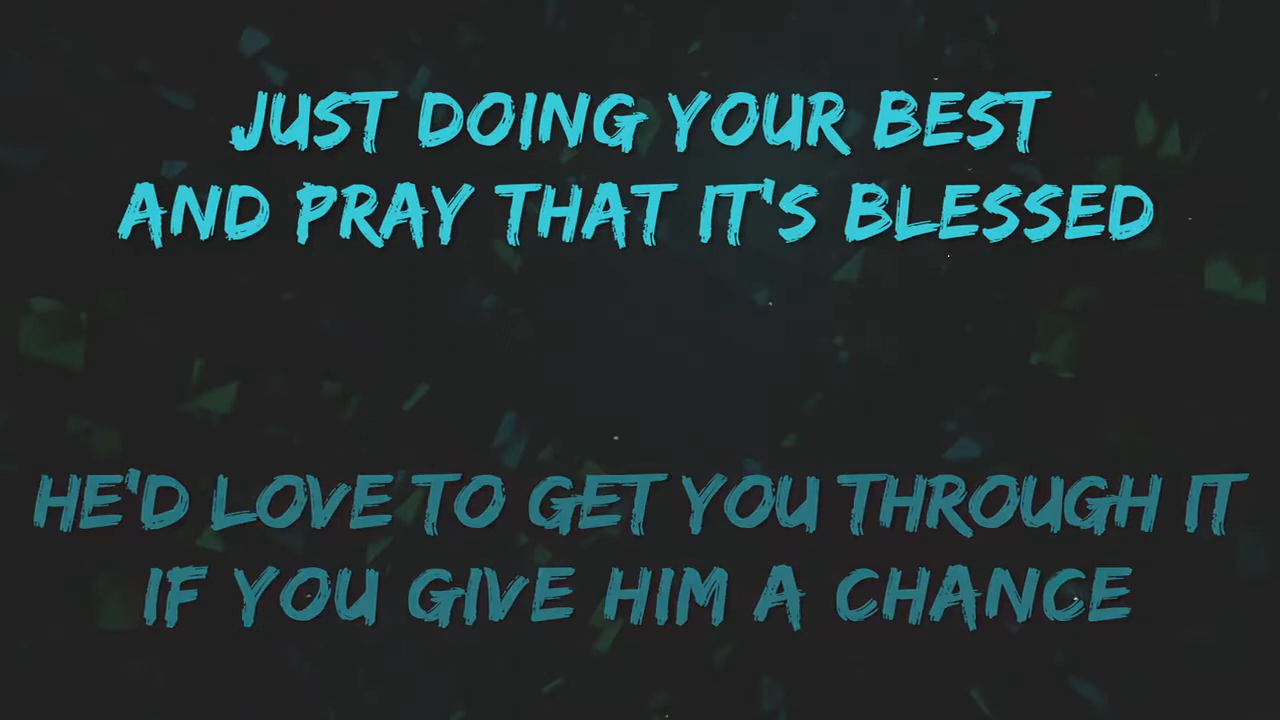 JUST DOING YOUR BEST
AND PRAY THAT IT'S BLESSED
HE'D LOVE TO GET YOU THROUGH IT
IF YOU GIVE HIM A CHANCE